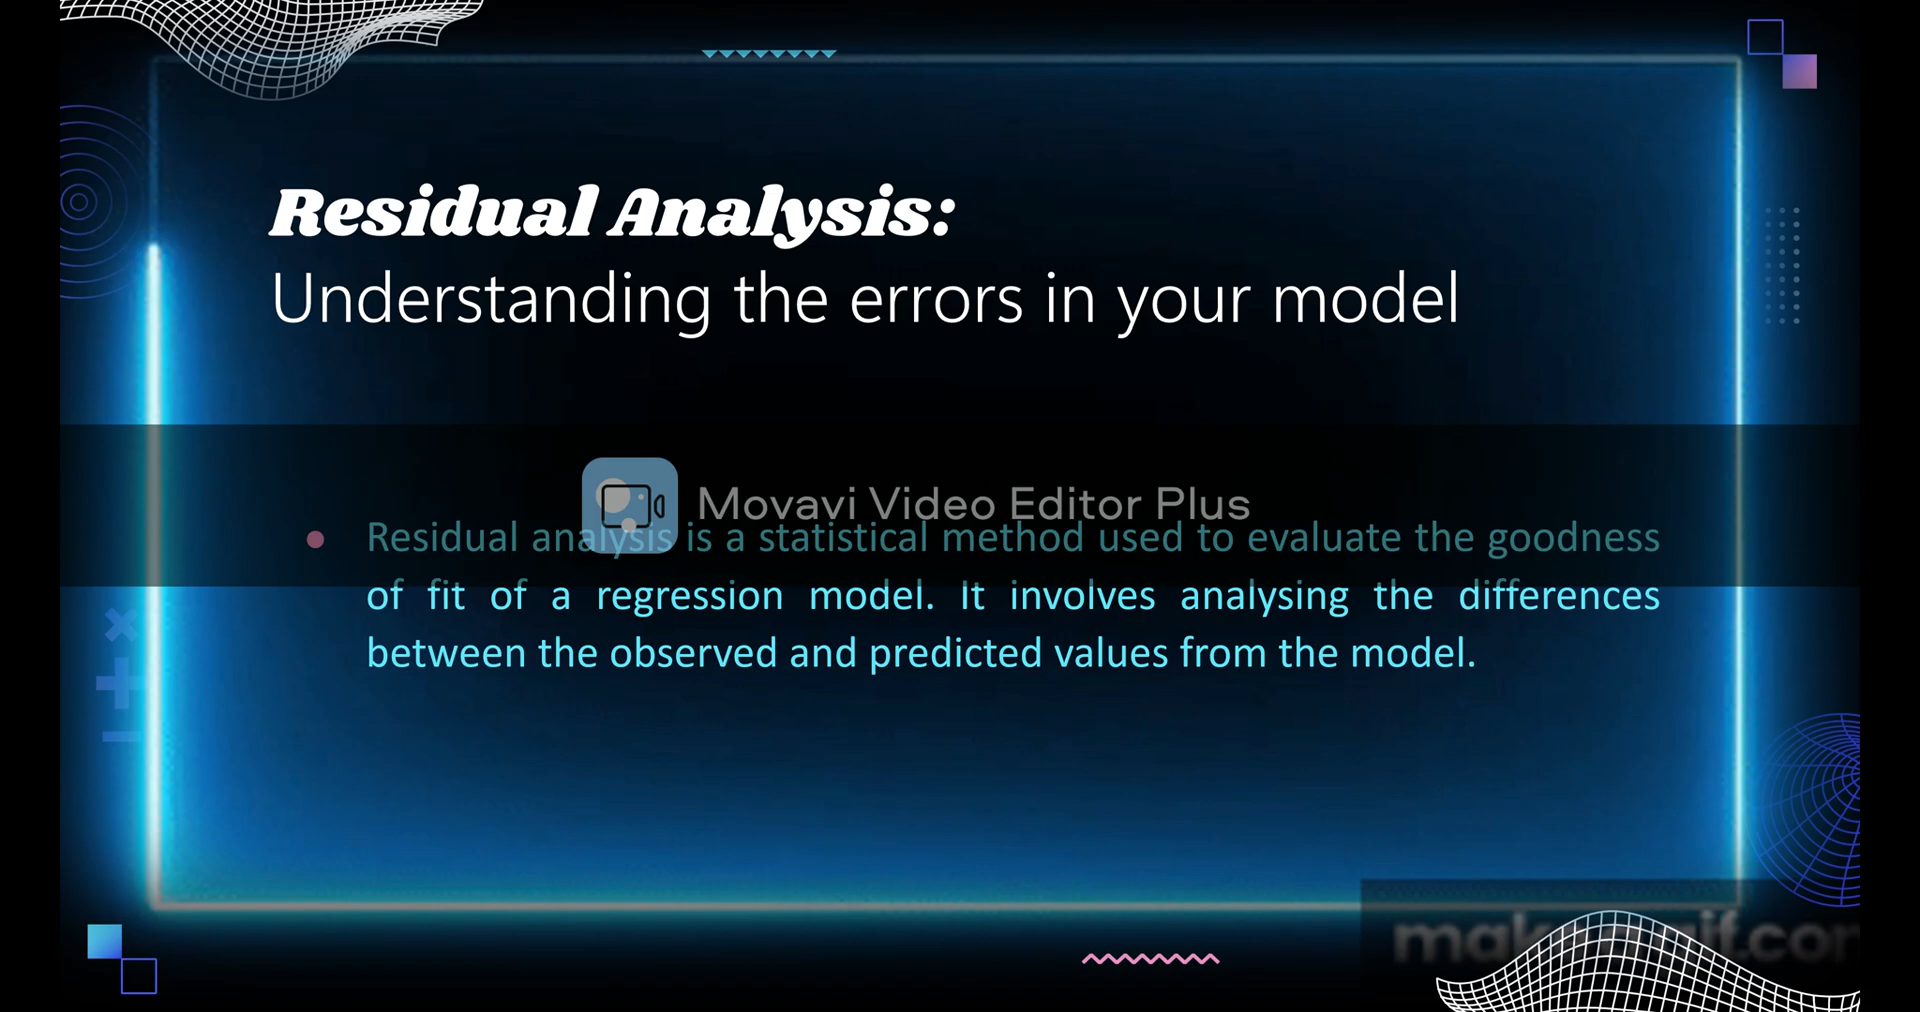 Residual Analysis:
Understanding the errors in your model
Movavi Video Editor Plus
Residual analysis is a statistical method used to evaluate the goodness
of fit of a regression model. It involves analysing the differences
between the observed and predicted values from the model.